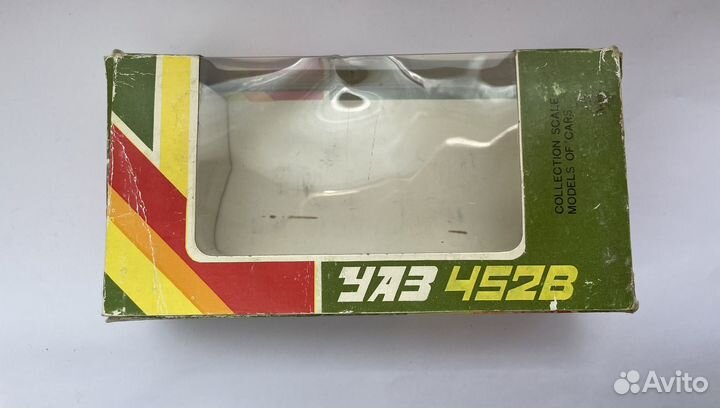 COLLECTION SCALE
MODELS OF CARS
УАЗ 452В
Avito